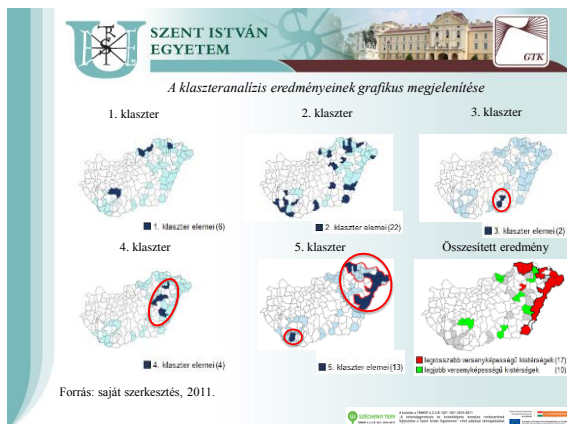 SZENT ISTVÁN
EGYETEM
GTK
A klaszteranalízis eredményeinek grafikus megjelenítése
1. klaszter
2. klaszter
3. klaszter
1. klaszter elemei (6)
2. klaszter elemei (22)
3. klaszter elemei (2)
4. klaszter
5. klaszter
Összesített eredmény
4. klaszter elemei (4)
5. klaszter elemei (13)
legrosszabb versenyképességű kistérségek (17)
legjobb versenyképességű kistérségek (10)
Forrás: saját szerkesztés, 2011.
SZÉCHENYI TERV